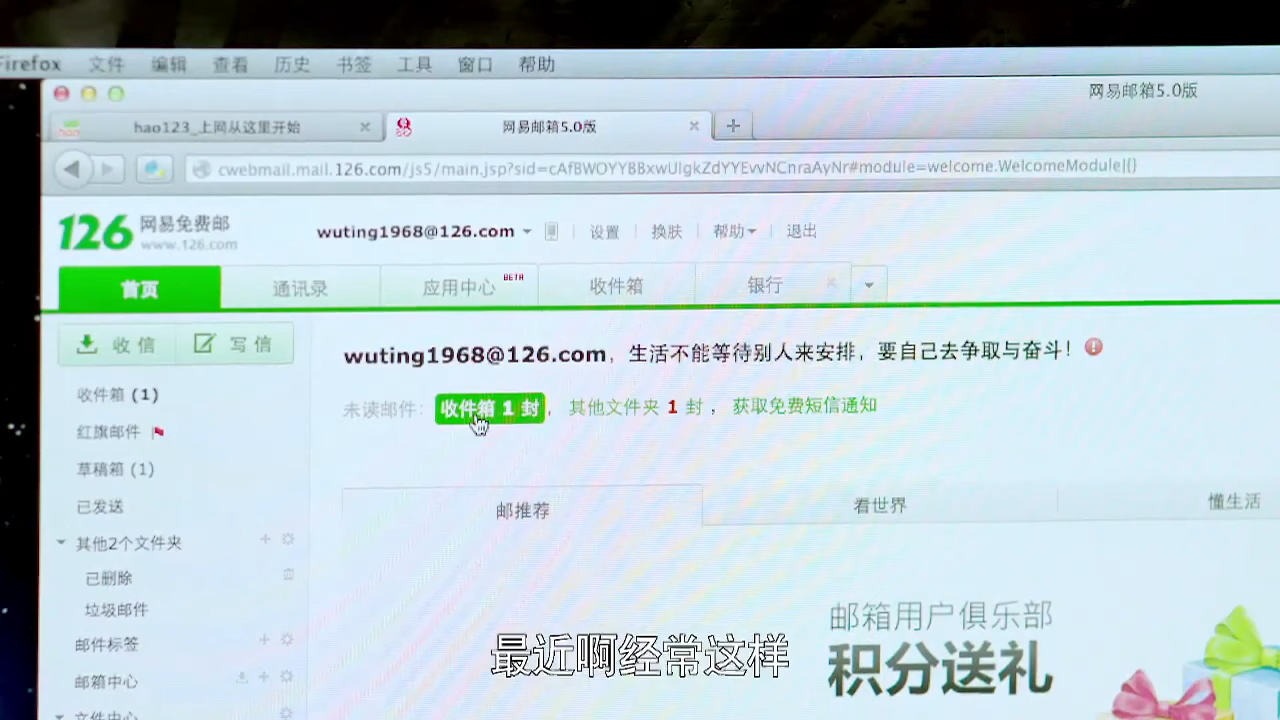 Firefox 文件 编辑 查看 历史 书签 工具 窗口 帮助
网易邮箱5.0版
hao123_上网从这里开始 网易邮箱5.0版
cwebmail.mail.126.com/js5/main.jsp?sid=cAfBWOYYBBxwUlgkZdYYEvvNCnraAyNr#module=welcome.WelcomeModule|{}
126 网易免费邮 www.126.com
wuting1968@126.com 设置 换肤 帮助 退出
首页 通讯录 应用中心 BETA 收件箱 银行
收信 写信
wuting1968@126.com，生活不能等待别人来安排，要自己去争取与奋斗！
收件箱 (1)
未读邮件： 收件箱 1 封， 其他文件夹 1 封， 获取免费短信通知
红旗邮件
草稿箱 (1)
已发送
邮推荐 看世界 懂生活
其他2个文件夹
已删除
垃圾邮件
邮件标签
邮箱中心
文件中心
邮箱用户俱乐部
积分送礼
最近啊经常这样